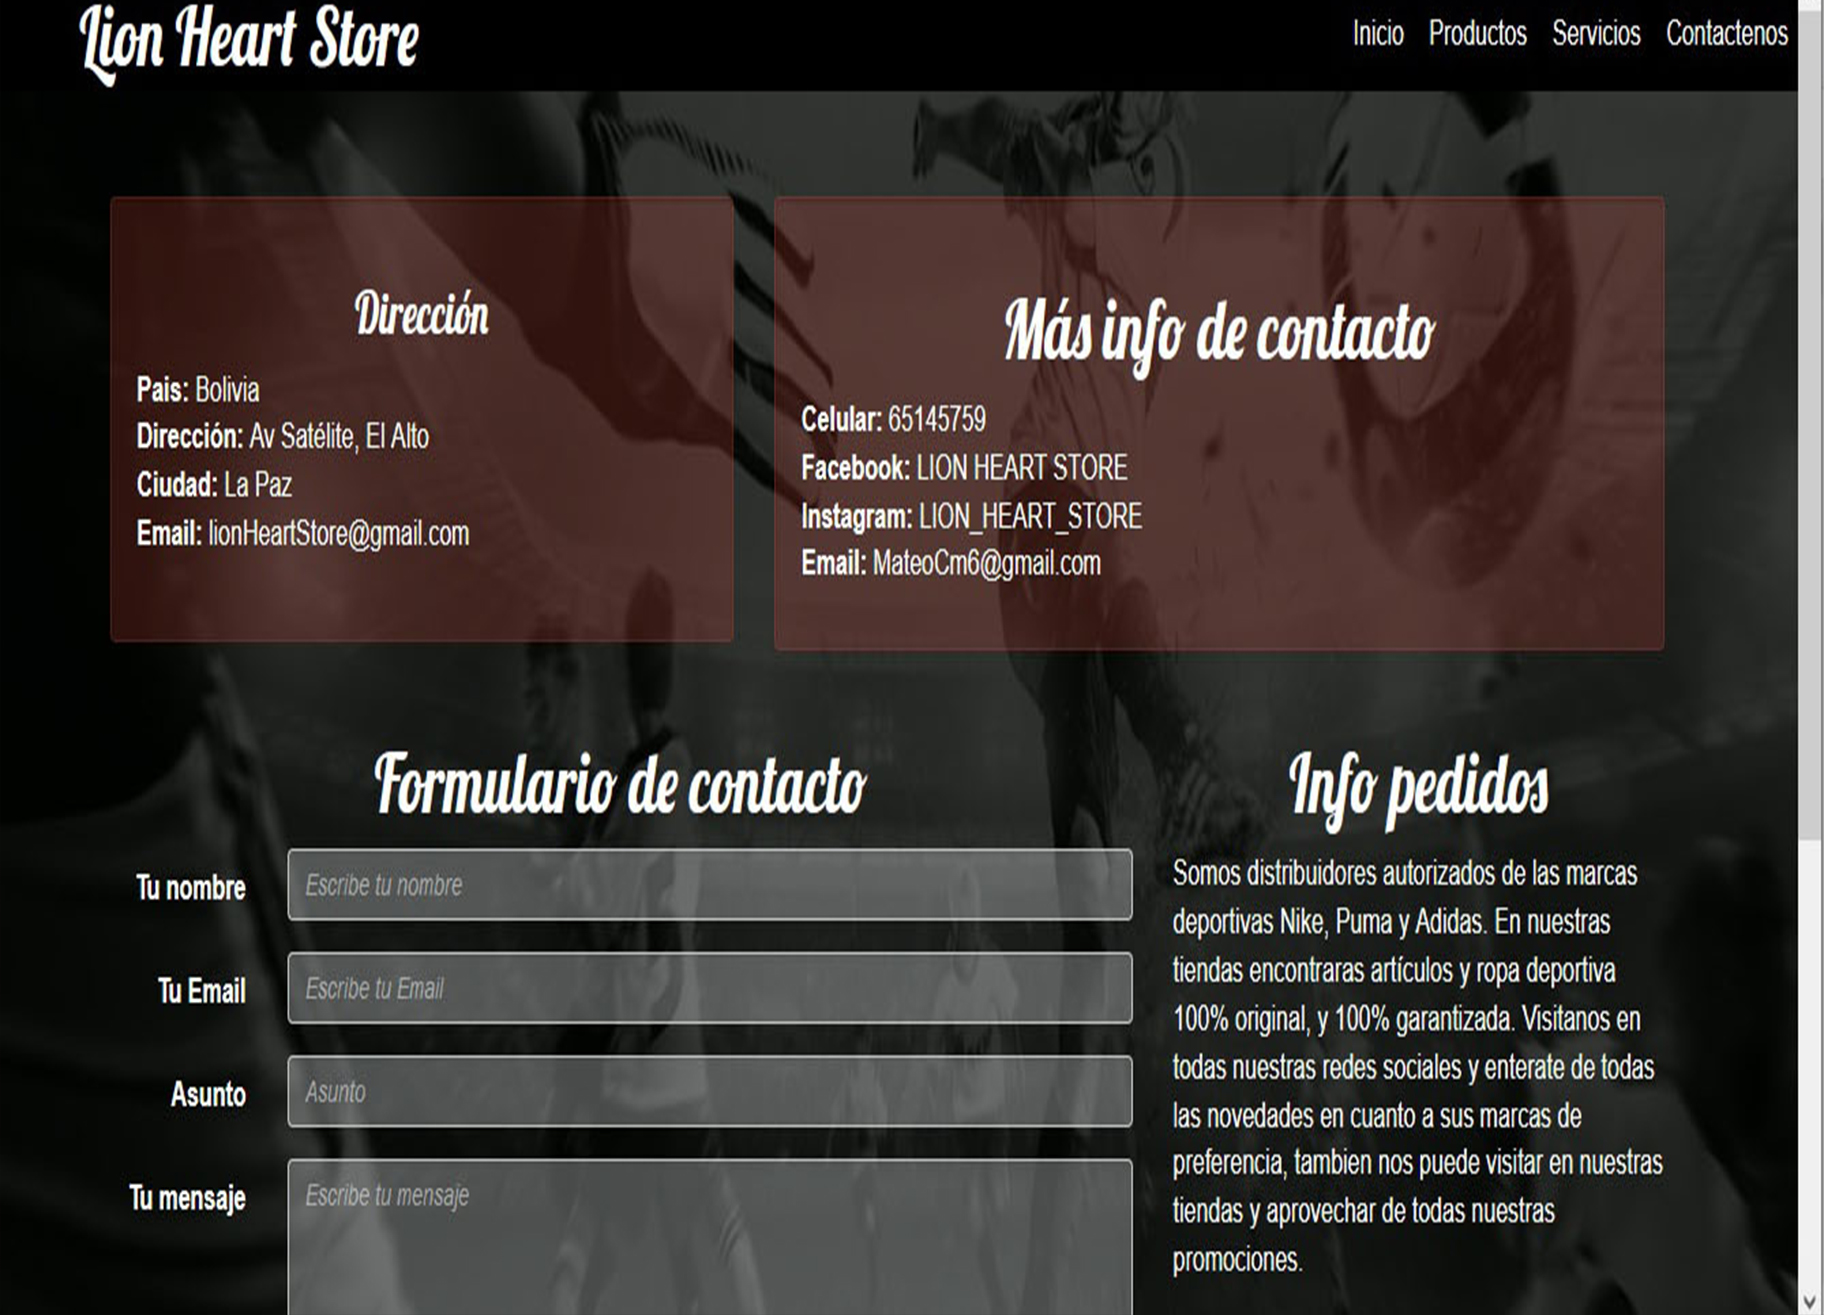 Lion Heart Store
Inicio Productos Servicios Contactenos
Dirección
Pais: Bolivia
Dirección: Av Satélite, El Alto
Ciudad: La Paz
Email: lionHeartStore@gmail.com
Más info de contacto
Celular: 65145759
Facebook: LION HEART STORE
Instagram: LION_HEART_STORE
Email: MateoCm6@gmail.com
Formulario de contacto
Tu nombre
Escribe tu nombre
Tu Email
Escribe tu Email
Asunto
Asunto
Tu mensaje
Escribe tu mensaje
Info pedidos
Somos distribuidores autorizados de las marcas
deportivas Nike, Puma y Adidas. En nuestras
tiendas encontraras artículos y ropa deportiva
100% original, y 100% garantizada. Visitanos en
todas nuestras redes sociales y enterate de todas
las novedades en cuanto a sus marcas de
preferencia, tambien nos puede visitar en nuestras
tiendas y aprovechar de todas nuestras
promociones.